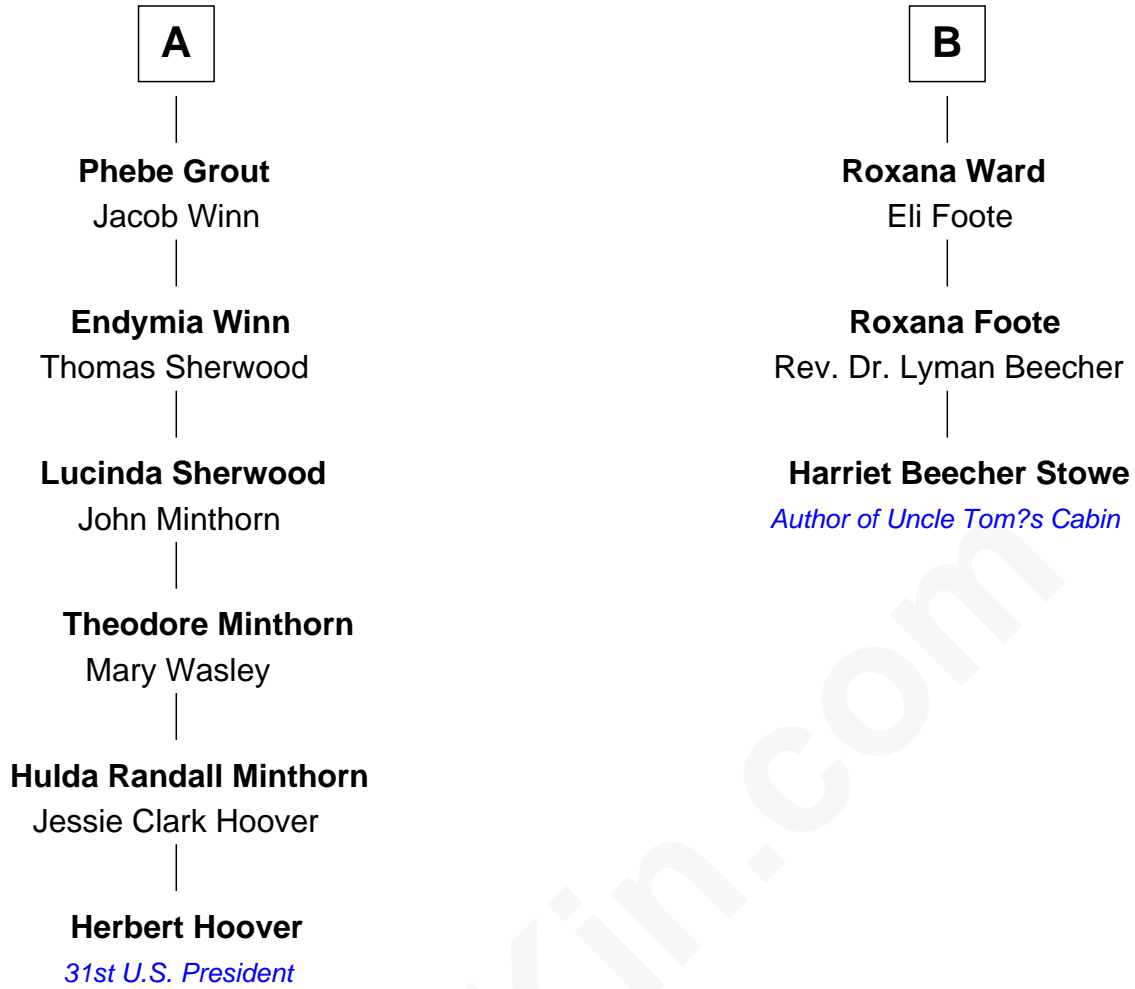 A
Phebe Grout
Jacob Winn
Endymia Winn
Thomas Sherwood
Lucinda Sherwood
John Minthorn
Theodore Minthorn
Mary Wasley
Hulda Randall Minthorn
Jessie Clark Hoover
Herbert Hoover
31st U.S. President
B
Roxana Ward
Eli Foote
Roxana Foote
Rev. Dr. Lyman Beecher
Harriet Beecher Stowe
Author of Uncle Tom?s Cabin